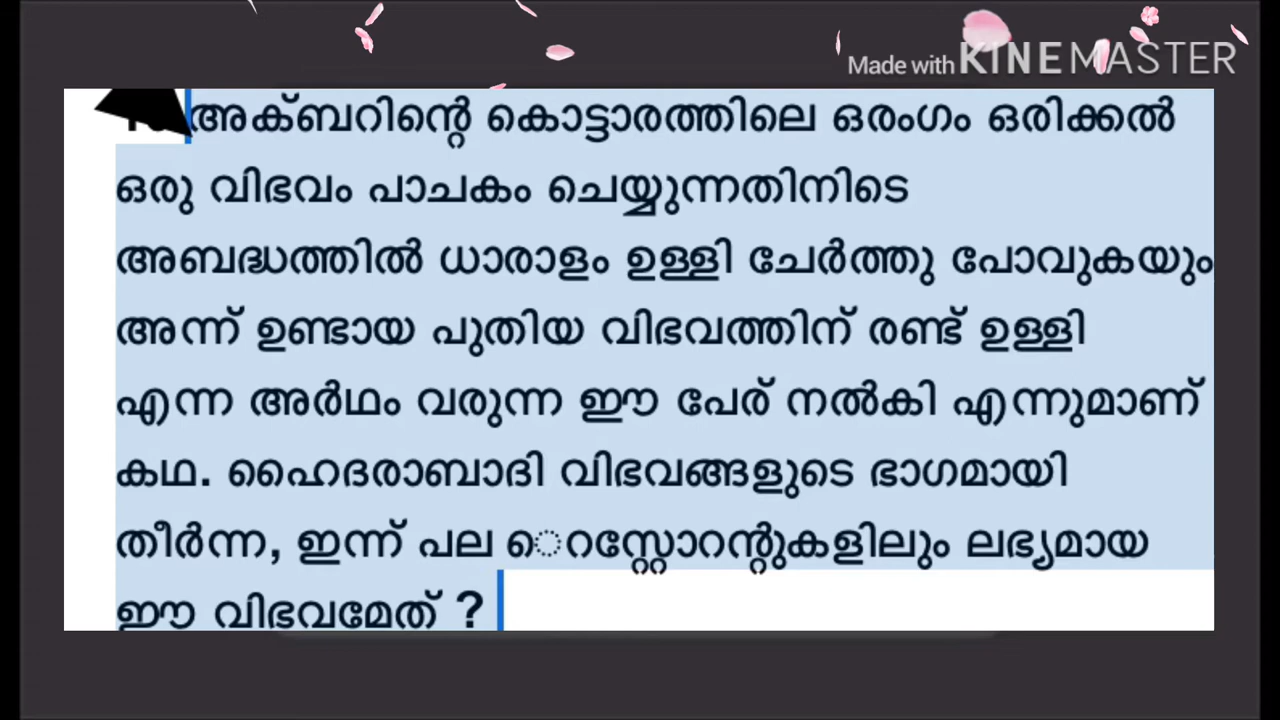 Made with KINEMASTER
അക്ബറിന്റെ കൊട്ടാരത്തിലെ ഒരംഗം ഒരിക്കൽ
ഒരു വിഭവം പാചകം ചെയ്യുന്നതിനിടെ
അബദ്ധത്തിൽ ധാരാളം ഉള്ളി ചേർത്തു പോവുകയും
അന്ന് ഉണ്ടായ പുതിയ വിഭവത്തിന് രണ്ട് ഉള്ളി
എന്ന അർഥം വരുന്ന ഈ പേര് നൽകി എന്നുമാണ്
കഥ. ഹൈദരാബാദി വിഭവങ്ങളുടെ ഭാഗമായി
തീർന്ന, ഇന്ന് പല െറസ്റ്റോറന്റുകളിലും ലഭ്യമായ
ഈ വിഭവമേത് ?